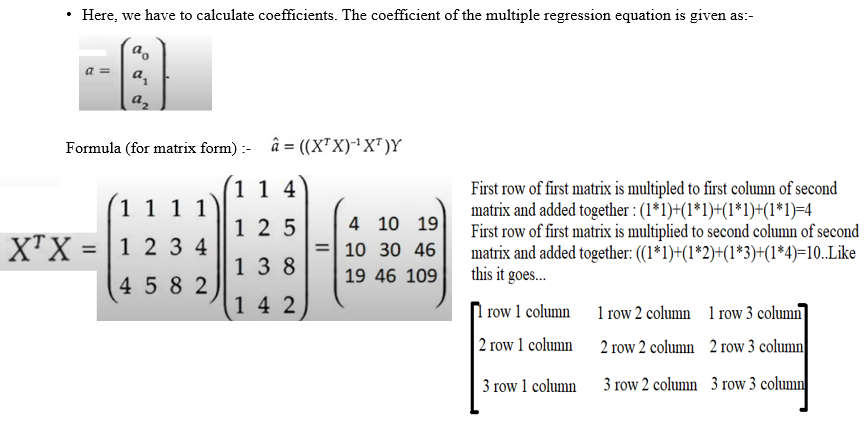 • Here, we have to calculate coefficients. The coefficient of the multiple regression equation is given as:-
a = (a₀
a₁
a₂).
Formula (for matrix form) :- â = ((XᵀX)⁻¹Xᵀ)Y
XᵀX = (1 1 1 1
1 2 3 4
4 5 8 2)
(1 1 4
1 2 5
1 3 8
1 4 2)
= (4 10 19
10 30 46
19 46 109)
First row of first matrix is multipled to first column of second
matrix and added together : (1*1)+(1*1)+(1*1)+(1*1)=4
First row of first matrix is multiplied to second column of second
matrix and added together: ((1*1)+(1*2)+(1*3)+(1*4)=10..Like
this it goes...
[1 row 1 column 1 row 2 column 1 row 3 column
2 row 1 column 2 row 2 column 2 row 3 column
3 row 1 column 3 row 2 column 3 row 3 column]